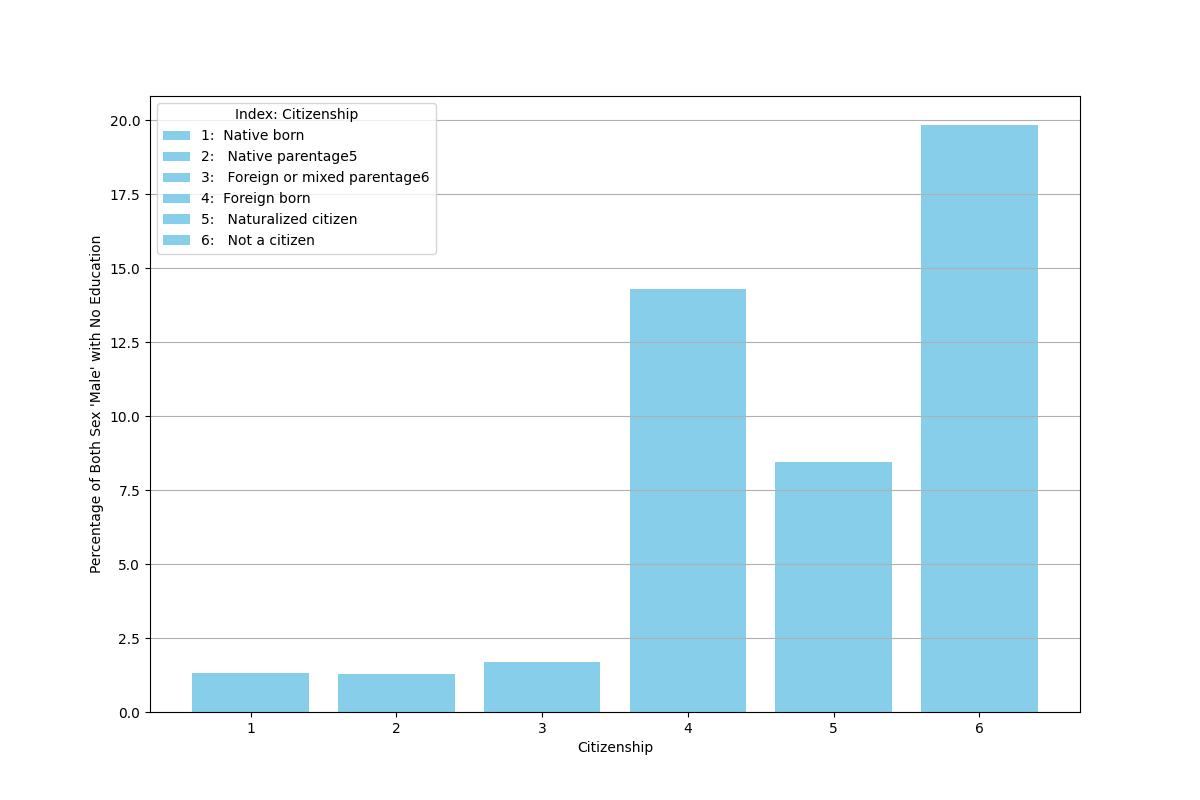 Index: Citizenship
1:  Native born
2:   Native parentage5
3:   Foreign or mixed parentage6
4:  Foreign born
5:   Naturalized citizen
6:   Not a citizen
20.0
17.5
15.0
12.5
10.0
7.5
5.0
2.5
0.0
Percentage of Both Sex 'Male' with No Education
1 2 3 4 5 6
Citizenship